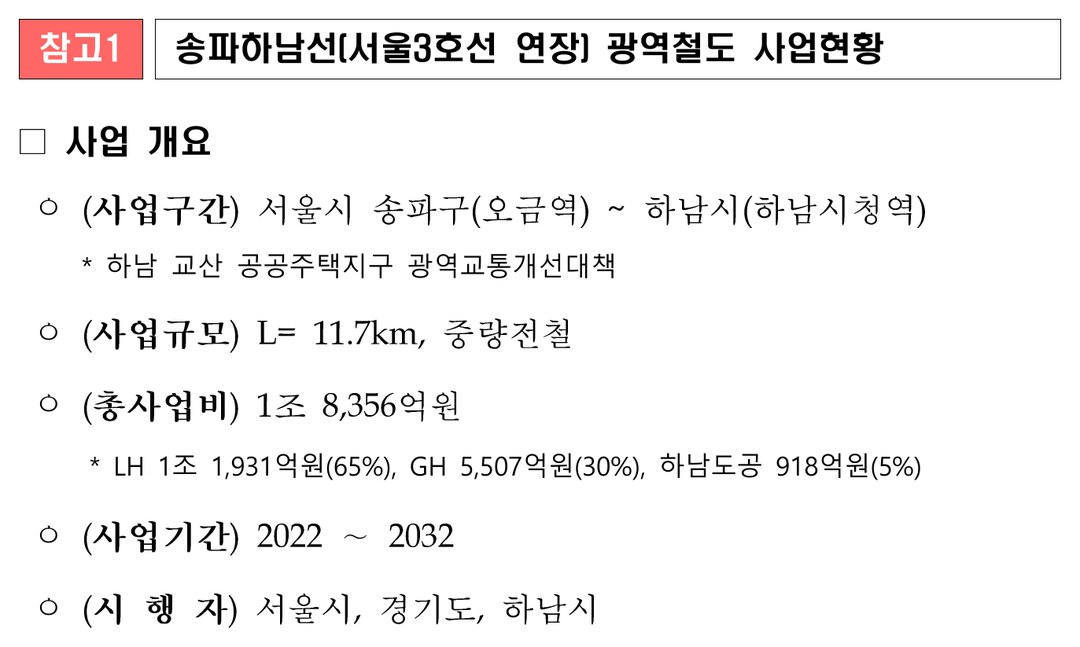 참고1 송파하남선(서울3호선 연장) 광역철도 사업현황
□ 사업 개요
ㅇ (사업구간) 서울시 송파구(오금역) ~ 하남시(하남시청역)
* 하남 교산 공공주택지구 광역교통개선대책
ㅇ (사업규모) L= 11.7km, 중량전철
ㅇ (총사업비) 1조 8,356억원
* LH 1조 1,931억원(65%), GH 5,507억원(30%), 하남도공 918억원(5%)
ㅇ (사업기간) 2022 ~ 2032
ㅇ (시 행 자) 서울시, 경기도, 하남시